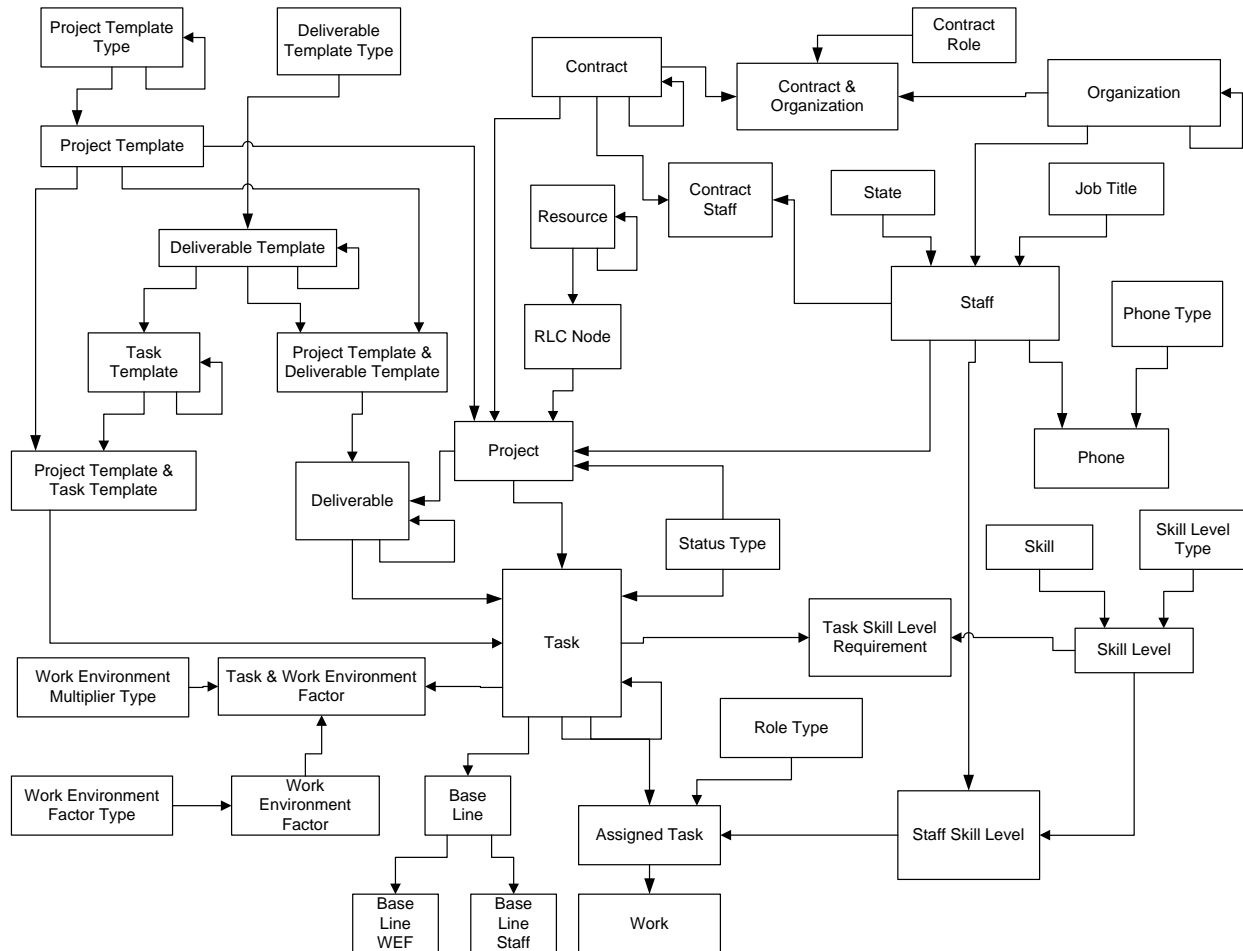 Project Template
Type
Deliverable
Template Type
Contract
Contract
Role
Contract &
Organization
Organization
Project Template
Contract
Staff
State
Job Title
Resource
Deliverable Template
Staff
Phone Type
RLC Node
Task
Template
Project Template &
Deliverable Template
Project
Phone
Project Template &
Task Template
Deliverable
Status Type
Skill
Skill Level
Type
Task
Task Skill Level
Requirement
Skill Level
Work Environment
Multiplier Type
Task & Work Environment
Factor
Role Type
Work Environment
Factor Type
Work
Environment
Factor
Base
Line
Assigned Task
Staff Skill Level
Base
Line
WEF
Base
Line
Staff
Work